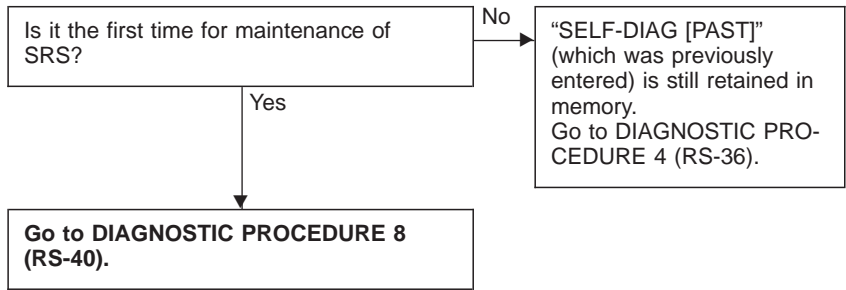 Is it the first time for maintenance of
SRS?
No
“SELF-DIAG [PAST]”
(which was previously
entered) is still retained in
memory.
Go to DIAGNOSTIC PRO-
CEDURE 4 (RS-36).
Yes
Go to DIAGNOSTIC PROCEDURE 8
(RS-40).